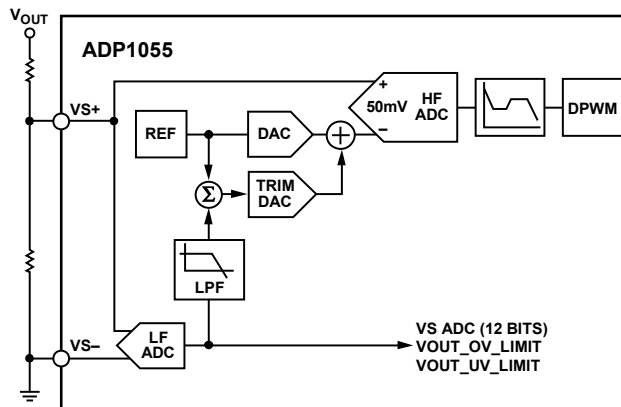 VOUT
ADP1055
VS+
REF
DAC
+
+
50mV
–
HF
ADC
DPWM
Σ
TRIM
DAC
LPF
VS–
LF
ADC
VS ADC (12 BITS)
VOUT_OV_LIMIT
VOUT_UV_LIMIT